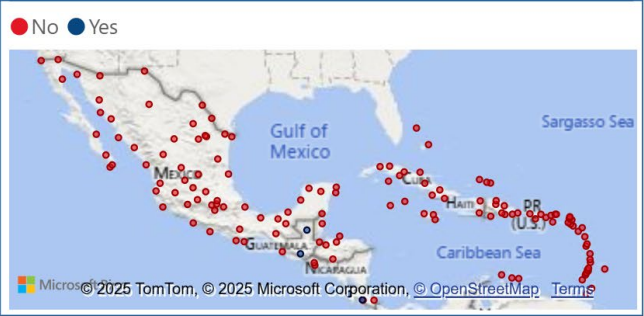 No Yes
Gulf of
Mexico
Sargasso Sea
MEXICO
CUBA
HAITI
PR
(U.S.)
GUATEMALA
Caribbean Sea
NICARAGUA
Microsoft
© 2025 TomTom, © 2025 Microsoft Corporation, © OpenStreetMap Terms